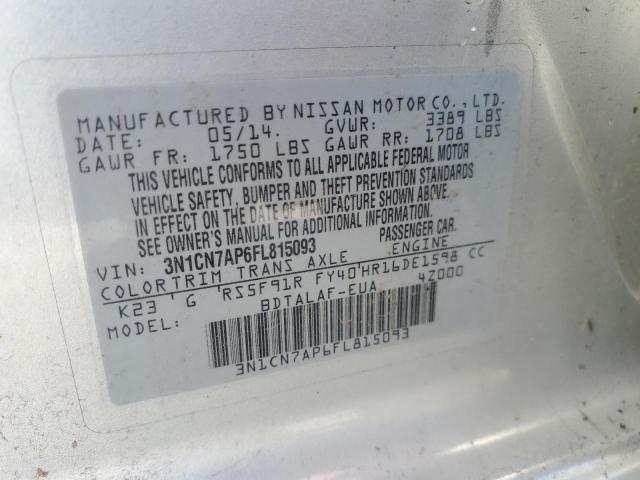 MANUFACTURED BY NISSAN MOTOR CO., LTD.
DATE: 05/14. GVWR: 3389 LBS
GAWR FR: 1750 LBS GAWR RR: 1708 LBS
THIS VEHICLE CONFORMS TO ALL APPLICABLE FEDERAL MOTOR
VEHICLE SAFETY, BUMPER AND THEFT PREVENTION STANDARDS
IN EFFECT ON THE DATE OF MANUFACTURE SHOWN ABOVE.
SEE OWNER'S MANUAL FOR ADDITIONAL INFORMATION.
VIN: 3N1CN7AP6FL815093 PASSENGER CAR.
COLOR TRIM TRANS AXLE ENGINE
K23 G RS5F91R FY40 HR16DE1598 CC
MODEL: BDTALAF-EUA 4Z000
3N1CN7AP6FL815093